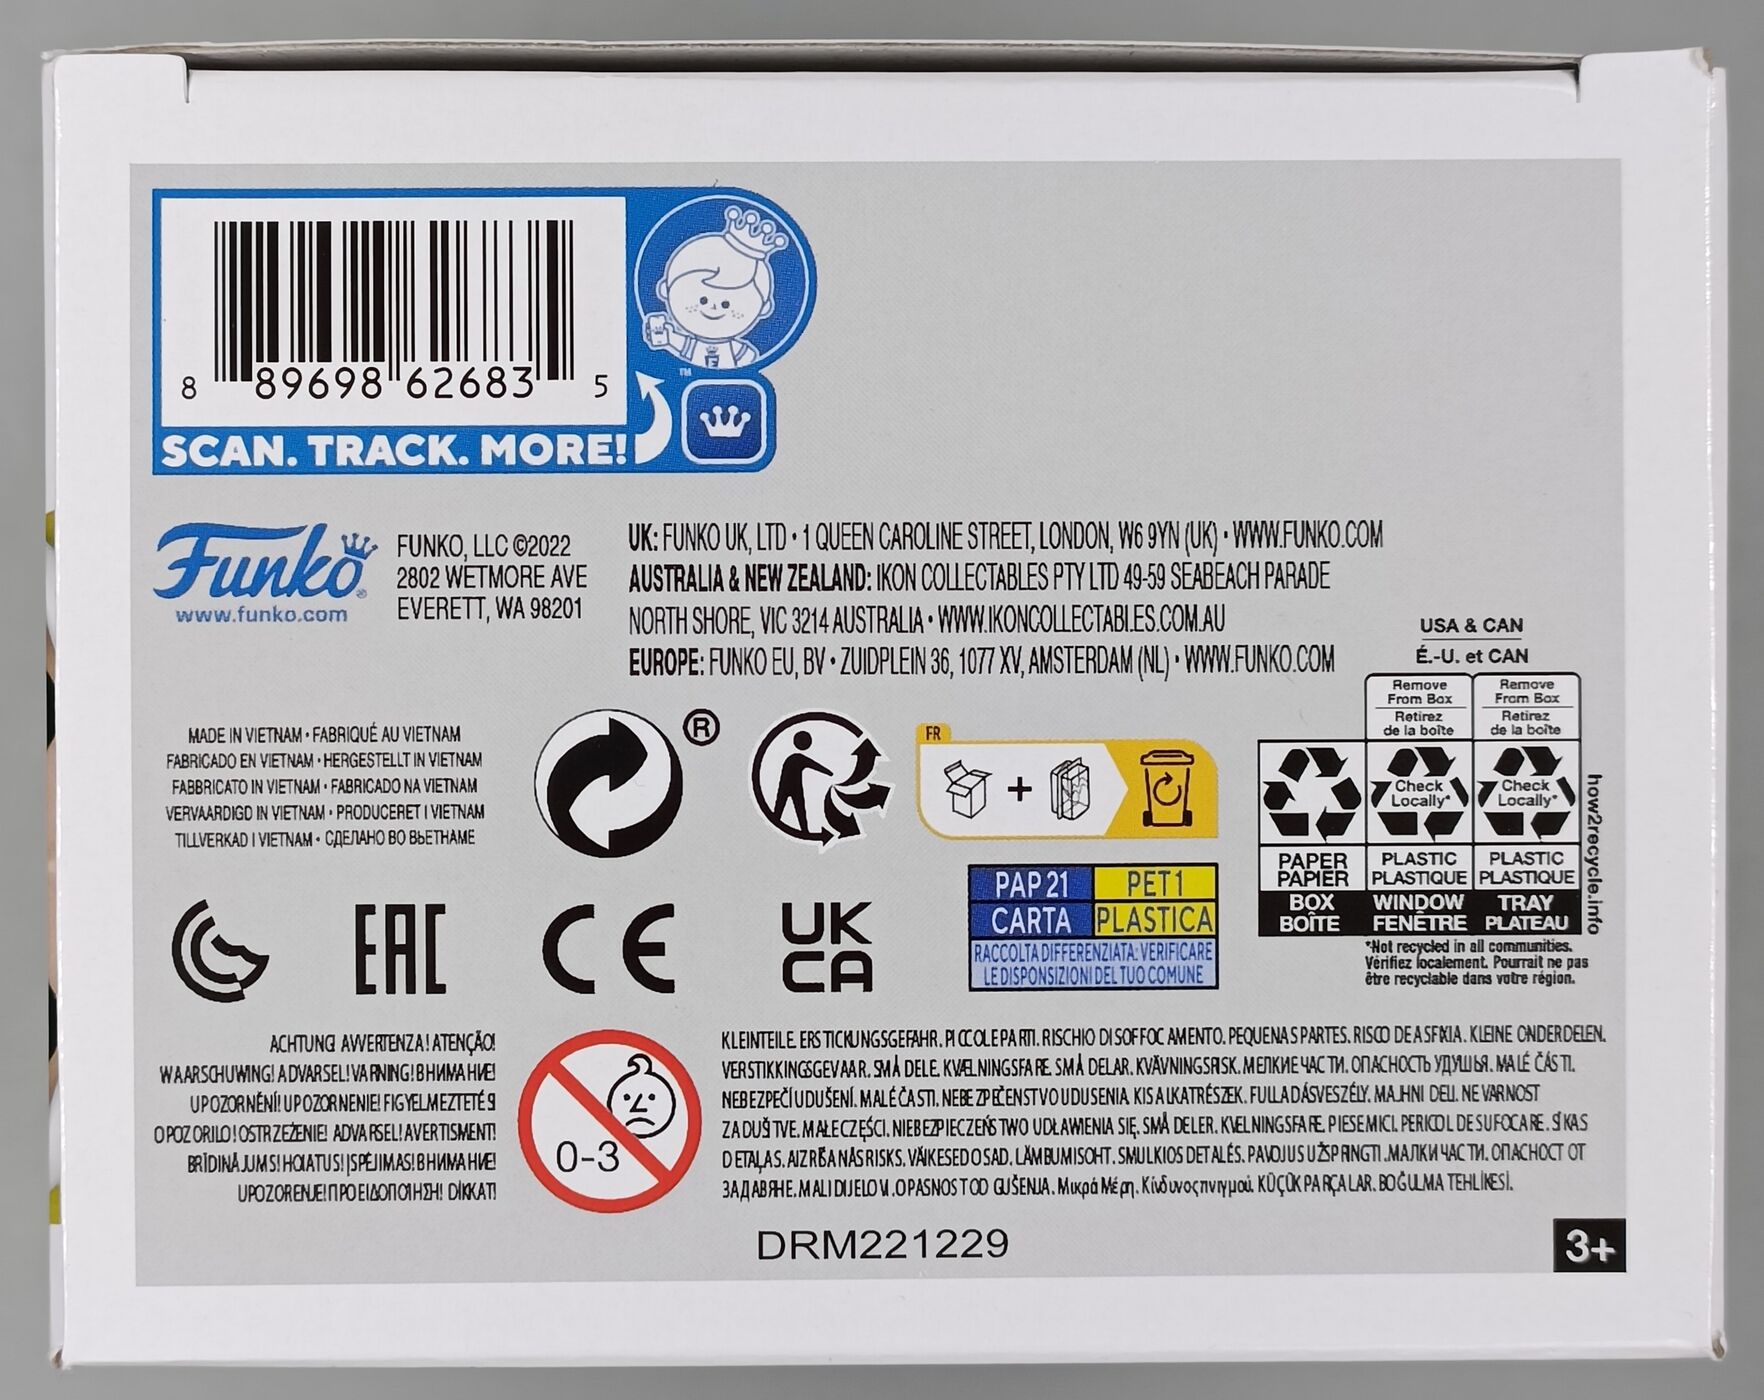 8 89698 62683 5
SCAN. TRACK. MORE!
TM
Funko®
www.funko.com
FUNKO, LLC ©2022
2802 WETMORE AVE
EVERETT, WA 98201
UK: FUNKO UK, LTD • 1 QUEEN CAROLINE STREET, LONDON, W6 9YN (UK) • WWW.FUNKO.COM
AUSTRALIA & NEW ZEALAND: IKON COLLECTABLES PTY LTD 49-59 SEABEACH PARADE
NORTH SHORE, VIC 3214 AUSTRALIA • WWW.IKONCOLLECTABLES.COM.AU
EUROPE: FUNKO EU, BV • ZUIDPLEIN 36, 1077 XV, AMSTERDAM (NL) • WWW.FUNKO.COM
USA & CAN
É.-U. et CAN
Remove From Box
Retirez de la boîte
Remove From Box
Retirez de la boîte
Check Locally*
Check Locally*
PAPER PAPIER
PLASTIC PLASTIQUE
PLASTIC PLASTIQUE
BOX BOÎTE
WINDOW FENÊTRE
TRAY PLATEAU
how2recycle.info
*Not recycled in all communities.
Vérifiez localement. Pourrait ne pas
être recyclable dans votre région.
MADE IN VIETNAM • FABRIQUÉ AU VIETNAM
FABRICADO EN VIETNAM • HERGESTELLT IN VIETNAM
FABBRICATO IN VIETNAM • FABRICADO NA VIETNAM
VERVAARDIGD IN VIETNAM • PRODUCERET I VIETNAM
TILLVERKAD I VIETNAM • СДЕЛАНО ВО ВЬЕТНАМЕ
®
FR
+
PAP 21 PET 1
CARTA PLASTICA
RACCOLTA DIFFERENZIATA: VERIFICARE
LE DISPONSIZIONI DEL TUO COMUNE
EAC
CE
UK
CA
ACHTUNG AVVERTENZA! ATENÇÃO!
WAARSCHUWING! ADVARSEL! VARNING! ВНИМАНИЕ!
UPOZORNĚNÍ! UPOZORNENIE! FIGYELMEZTETÉS
OPOZORILO! OSTRZEŻENIE! ADVARSEL! AVERTISMENT!
BRĪDINĀJUMS! HOIATUS! ĮSPĖJIMAS! ВНИМАНИЕ!
UPOZORENJE! ΠΡΟΕΙΔΟΠΟΙΗΣΗ! DİKKAT!
0-3
KLEINTEILE. ERSTICKUNGSGEFAHR. PICCOLE PARTI. RISCHIO DI SOFFOCAMENTO. PEQUENAS PARTES. RISCO DE ASFIXIA. KLEINE ONDERDELEN.
VERSTIKKINGSGEVAAR. SMÅ DELE. KVÆLNINGSFARE. SMÅ DELAR. KVÄVNINGSRISK. МЕЛКИЕ ЧАСТИ. ОПАСНОСТЬ УДУШЬЯ. MALÉ ČÁSTI.
NEBEZPEČÍ UDUŠENÍ. MALÉ ČASTI. NEBEZPEČENSTVO UDUSENIA KIS ALKATRÉSZEK. FULLADÁSVESZÉLY. MAJHNI DELI. NEVARNOST
ZADUŠTVE. MAŁE CZĘŚCI. NIEBEZPIECZEŃSTWO UDŁAWIENIA SIĘ. SMÅ DELER. KVELNINGSFARE. PIESE MICI. PERICOL DE SUFOCARE. SĪKAS
DETAĻAS. AIZRĪŠANĀS RISKS. VÄIKESED OSAD. LÄMBUMISOHT. SMULKIOS DETALĖS. PAVOJUS UŽSPRINGTI. МАЛКИ ЧАСТИ. ОПАСНОСТ ОТ
ЗАДАВЯНЕ. MALI DIJELOVI. OPASNOST OD GUŠENJA. Μικρά Μέρη. Κίνδυνος πνιγμού. KÜÇÜK PARÇALAR. BOĞULMA TEHLİKESİ.
DRM221229
3+